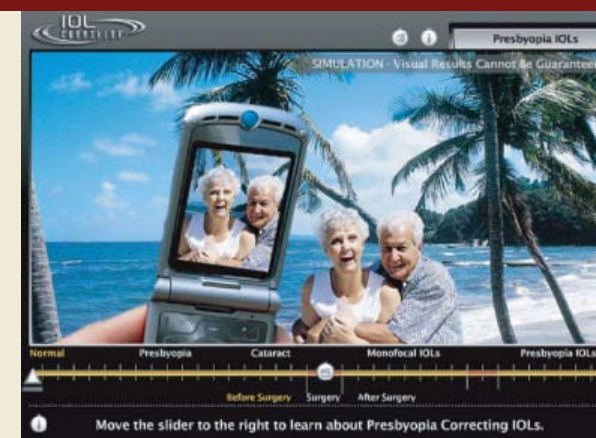 IOL
COUNSELOR
Presbyopia IOLs
SIMULATION - Visual Results Cannot Be Guaranteed
Normal Presbyopia Cataract Monofocal IOLs Presbyopia IOLs
Before Surgery Surgery After Surgery
Move the slider to the right to learn about Presbyopia Correcting IOLs.